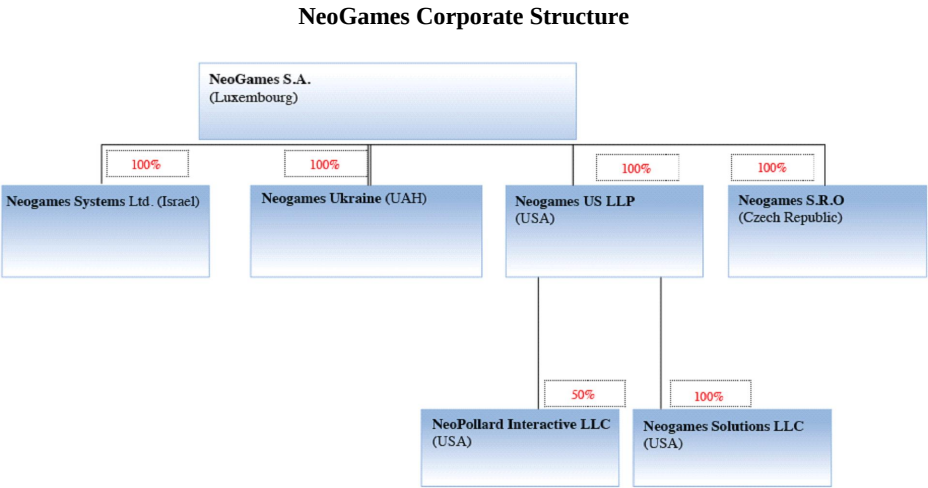 NeoGames Corporate Structure
NeoGames S.A.
(Luxembourg)
100%
100%
100%
100%
Neogames Systems Ltd. (Israel)
Neogames Ukraine (UAH)
Neogames US LLP
(USA)
Neogames S.R.O
(Czech Republic)
50%
100%
NeoPollard Interactive LLC
(USA)
Neogames Solutions LLC
(USA)